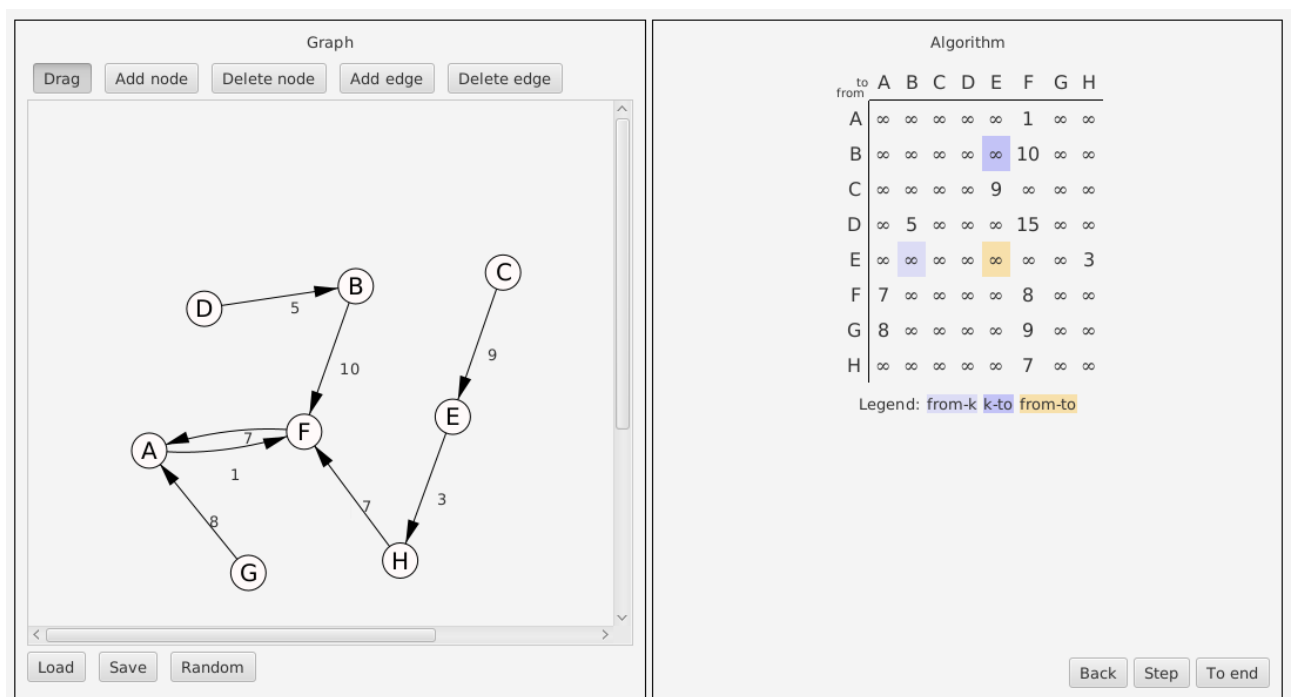 Graph
Drag Add node Delete node Add edge Delete edge
C
B
D
5
10
9
E
F
A
7
1
3
7
8
H
G
Load Save Random
Algorithm
to
from
A B C D E F G H
A ∞ ∞ ∞ ∞ ∞ 1 ∞ ∞
B ∞ ∞ ∞ ∞ ∞ 10 ∞ ∞
C ∞ ∞ ∞ ∞ 9 ∞ ∞ ∞
D ∞ 5 ∞ ∞ ∞ 15 ∞ ∞
E ∞ ∞ ∞ ∞ ∞ ∞ ∞ 3
F 7 ∞ ∞ ∞ ∞ 8 ∞ ∞
G 8 ∞ ∞ ∞ ∞ 9 ∞ ∞
H ∞ ∞ ∞ ∞ ∞ 7 ∞ ∞
Legend: from-k k-to from-to
Back Step To end